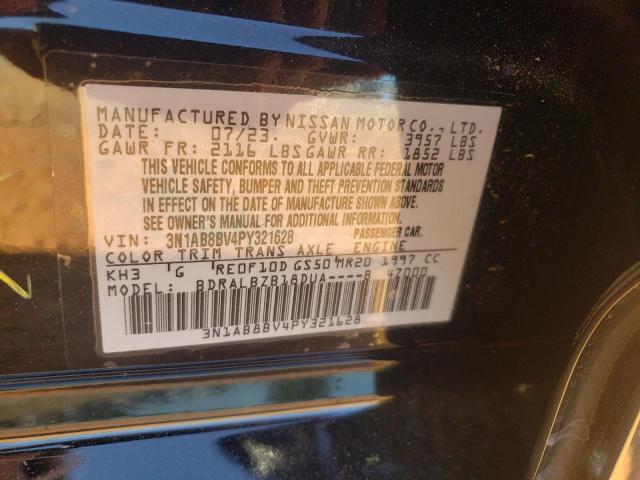 MANUFACTURED BY NISSAN MOTOR CO., LTD.
DATE: 07/23. GVWR: 3957 LBS
GAWR FR: 2116 LBS GAWR RR: 1852 LBS
THIS VEHICLE CONFORMS TO ALL APPLICABLE FEDERAL MOTOR
VEHICLE SAFETY, BUMPER AND THEFT PREVENTION STANDARDS
IN EFFECT ON THE DATE OF MANUFACTURE SHOWN ABOVE.
SEE OWNER'S MANUAL FOR ADDITIONAL INFORMATION.
VIN: 3N1AB8BV4PY321628 PASSENGER CAR.
COLOR TRIM TRANS AXLE ENGINE
KH3 G RE0F10D GS50 MR20 1997 CC
MODEL: BDRALBZB18DUA----B 47000
3N1AB8BV4PY321628